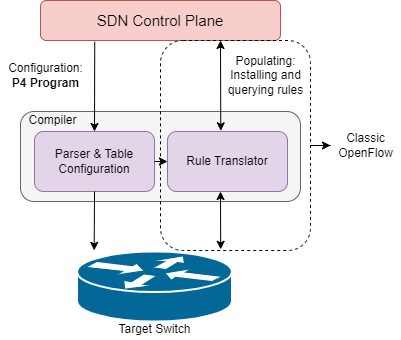 SDN Control Plane
Configuration:
P4 Program
Populating:
Installing and
querying rules
Compiler
Parser & Table
Configuration
Rule Translator
Classic
OpenFlow
Target Switch